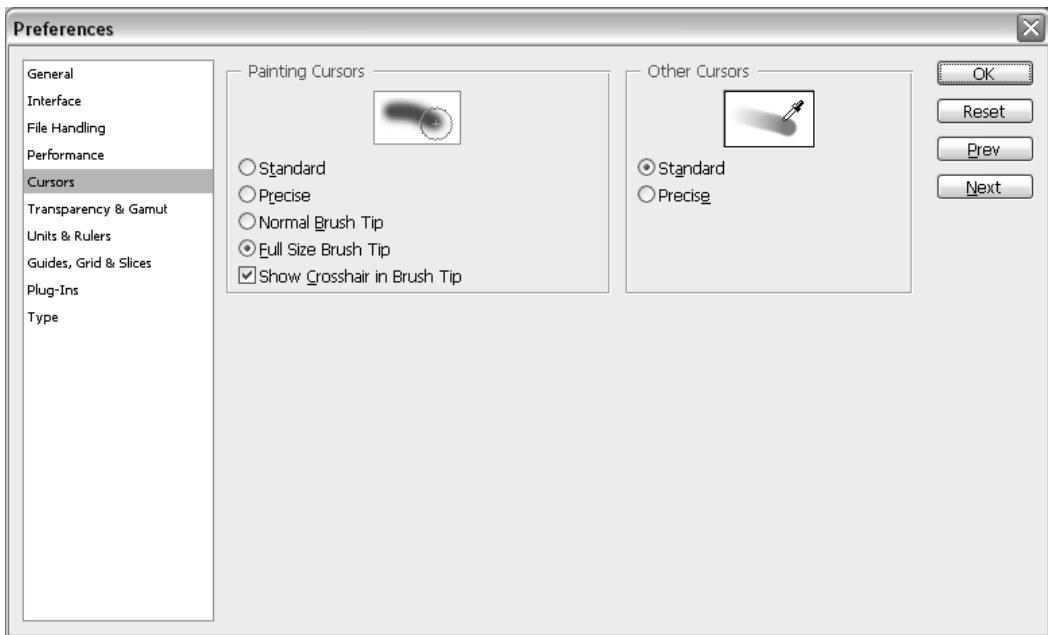 Preferences
General
Interface
File Handling
Performance
Cursors
Transparency & Gamut
Units & Rulers
Guides, Grid & Slices
Plug-Ins
Type
Painting Cursors
Standard
Precise
Normal Brush Tip
Full Size Brush Tip
Show Crosshair in Brush Tip
Other Cursors
Standard
Precise
OK
Reset
Prev
Next